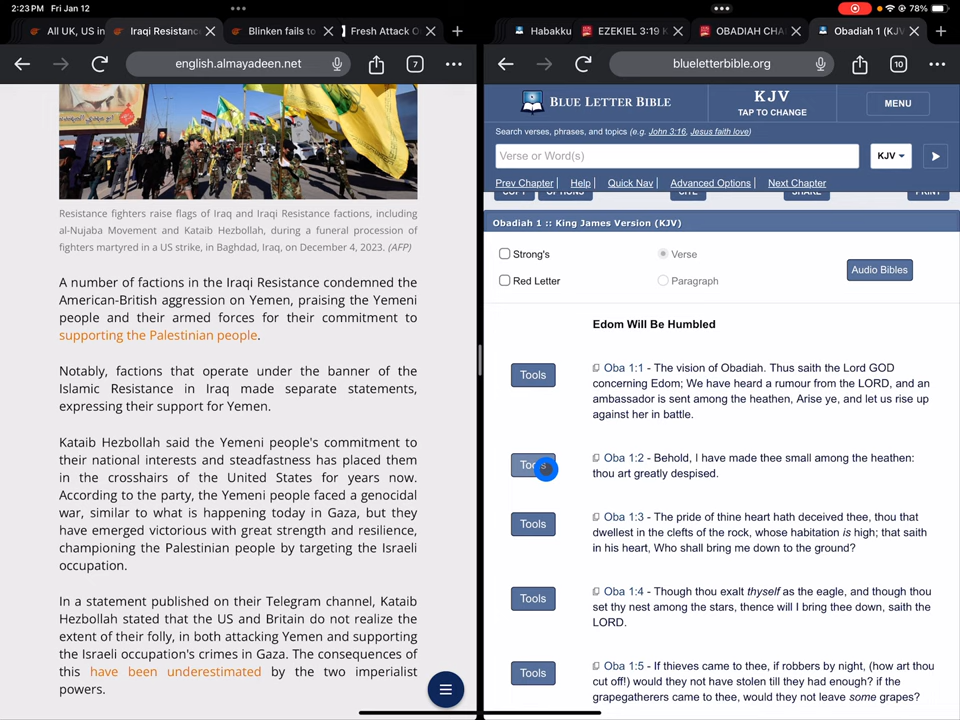 2:23 PM Fri Jan 12
78%
All UK, US in
Iraqi Resistanc
Blinken fails to
Fresh Attack O
english.almayadeen.net
7
Resistance fighters raise flags of Iraq and Iraqi Resistance factions, including
al-Nujaba Movement and Kataib Hezbollah, during a funeral procession of
fighters martyred in a US strike, in Baghdad, Iraq, on December 4, 2023. (AFP)
A number of factions in the Iraqi Resistance condemned the
American-British aggression on Yemen, praising the Yemeni
people and their armed forces for their commitment to
supporting the Palestinian people.
Notably, factions that operate under the banner of the
Islamic Resistance in Iraq made separate statements,
expressing their support for Yemen.
Kataib Hezbollah said the Yemeni people's commitment to
their national interests and steadfastness has placed them
in the crosshairs of the United States for years now.
According to the party, the Yemeni people faced a genocidal
war, similar to what is happening today in Gaza, but they
have emerged victorious with great strength and resilience,
championing the Palestinian people by targeting the Israeli
occupation.
In a statement published on their Telegram channel, Kataib
Hezbollah stated that the US and Britain do not realize the
extent of their folly, in both attacking Yemen and supporting
the Israeli occupation's crimes in Gaza. The consequences of
this have been underestimated by the two imperialist
powers.
Habakku
EZEKIEL 3:19 K
OBADIAH CHA
Obadiah 1 (KJV
blueletterbible.org
10
BLUE LETTER BIBLE
KJV
TAP TO CHANGE
MENU
Search verses, phrases, and topics (e.g. John 3:16, Jesus faith love)
Verse or Word(s)
KJV
Prev Chapter | Help | Quick Nav | Advanced Options | Next Chapter
COPY OPTIONS CITE SHARE PRINT
Obadiah 1 :: King James Version (KJV)
Strong's
Verse
Red Letter
Paragraph
Audio Bibles
Edom Will Be Humbled
Tools
Oba 1:1 - The vision of Obadiah. Thus saith the Lord GOD
concerning Edom; We have heard a rumour from the LORD, and an
ambassador is sent among the heathen, Arise ye, and let us rise up
against her in battle.
Tools
Oba 1:2 - Behold, I have made thee small among the heathen:
thou art greatly despised.
Tools
Oba 1:3 - The pride of thine heart hath deceived thee, thou that
dwellest in the clefts of the rock, whose habitation is high; that saith
in his heart, Who shall bring me down to the ground?
Tools
Oba 1:4 - Though thou exalt thyself as the eagle, and though thou
set thy nest among the stars, thence will I bring thee down, saith the
LORD.
Tools
Oba 1:5 - If thieves came to thee, if robbers by night, (how art thou
cut off!) would they not have stolen till they had enough? if the
grapegatherers came to thee, would they not leave some grapes?